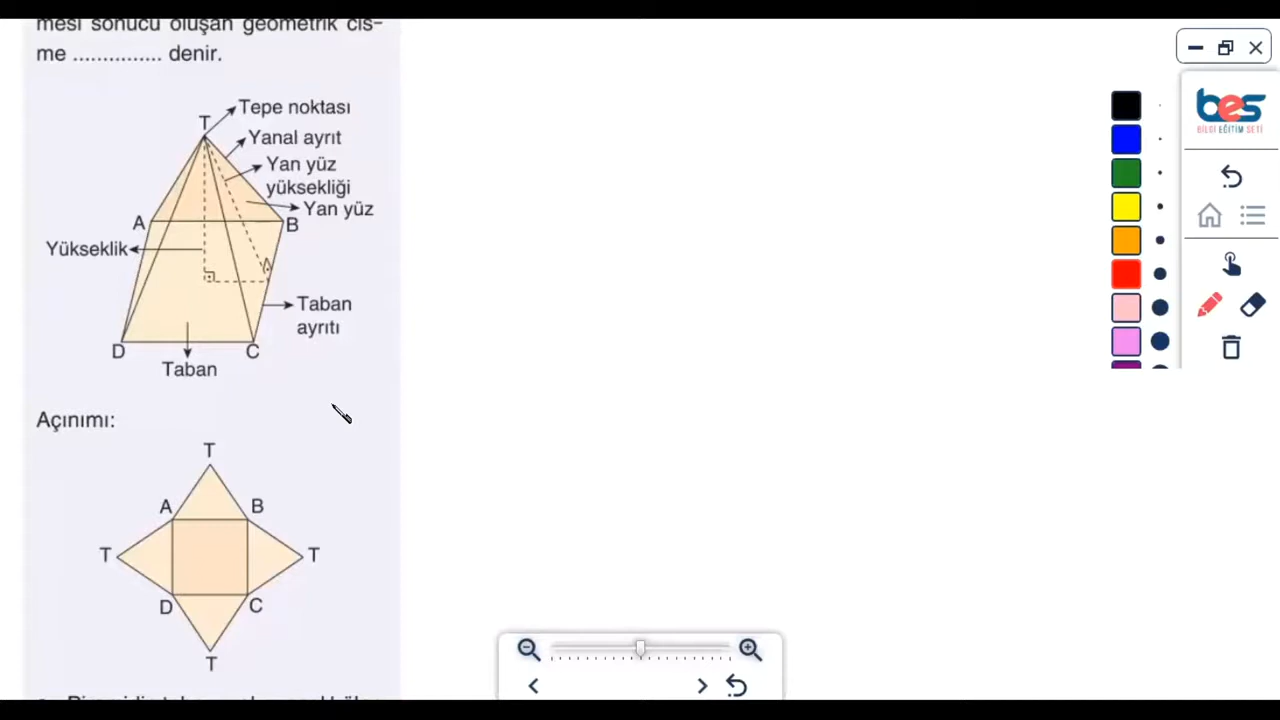 mesi sonucu oluşan geometrik cis-
me ............... denir.
T
Tepe noktası
Yanal ayrıt
Yan yüz
yüksekliği
Yan yüz
A
B
Yükseklik
Taban
ayrıtı
D
C
Taban
Açınımı:
T
A
B
T
T
D
C
T
bes
BİLGİ EĞİTİM SETİ